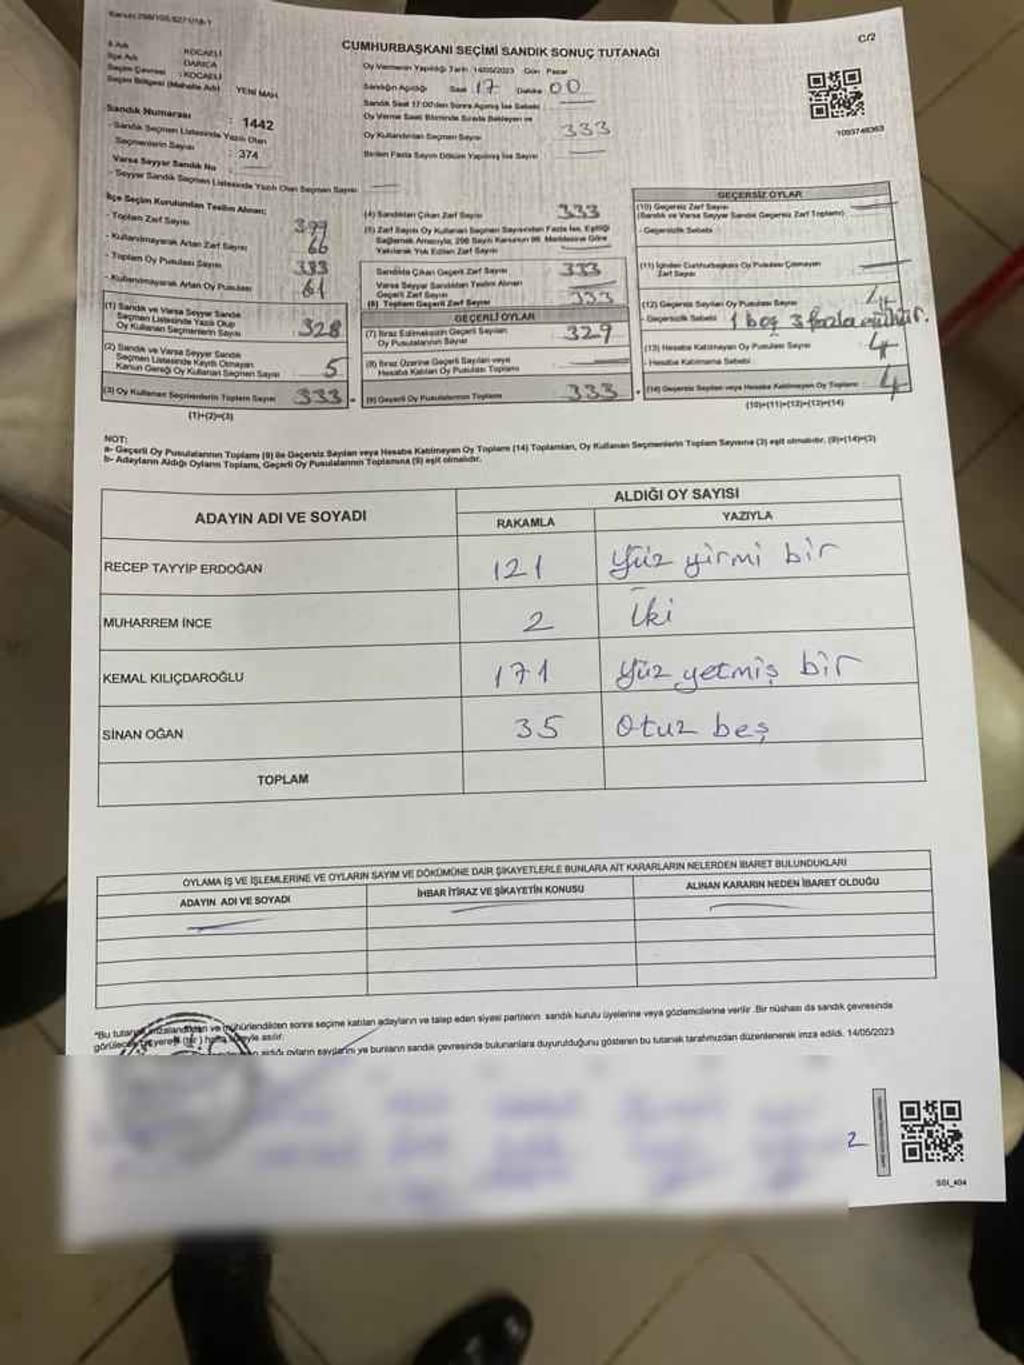 C/2
CUMHURBAŞKANI SEÇİMİ SANDIK SONUÇ TUTANAĞI
İl Adı : KOCAELİ
İlçe Adı : DARICA
Seçim Çevresi : KOCAELİ
Seçim Bölgesi (Mahalle Adı) YENİ MAH.
Sandık Numarası : 1442
- Sandık Seçmen Listesinde Yazılı Olan
Seçmenlerin Sayısı : 374
Varsa Seyyar Sandık No
- Seyyar Sandık Seçmen Listesinde Yazılı Olan Seçmen Sayısı
Oy Vermenin Yapıldığı Tarih :14/05/2023 Gün : Pazar
Sandığın Açıldığı Saat 17 Dakika 00
Sandık Saat 17:00'den Sonra Açılmış İse Sebebi
Oy Verme Saati Bitiminde Sırada Bekleyen ve
Oy Kullandırılan Seçmen Sayısı 333
Birden Fazla Sayım Döküm Yapılmış İse Sayısı
1093748363
İlçe Seçim Kurulundan Teslim Alınan;
- Toplam Zarf Sayısı 399
- Kullanılmayarak Artan Zarf Sayısı 66
- Toplam Oy Pusulası Sayısı
- Kullanılmayarak Artan Oy Pusulası 61
(1) Sandık ve Varsa Seyyar Sandık
Seçmen Listesinde Yazılı Olup
Oy Kullanan Seçmenlerin Sayısı 328
(2) Sandık ve Varsa Seyyar Sandık
Seçmen Listesinde Kayıtlı Olmayan
Kanun Gereği Oy Kullanan Seçmen Sayısı 5
(3) Oy Kullanan Seçmenlerin Toplam Sayısı 333
(1)+(2)=(3)
(4) Sandıktan Çıkan Zarf Sayısı 333
(5) Zarf Sayısı Oy Kullanan Seçmen Sayısından Fazla İse, Eşitliği
Sağlamak Amacıyla, 298 Sayılı Kanunun 98. Maddesine Göre
Yakılarak Yok Edilen Zarf Sayısı
Sandıkta Çıkan Geçerli Zarf Sayısı 333
Varsa Seyyar Sandıktan Teslim Alınan
Geçerli Zarf Sayısı
(6) Toplam Geçerli Zarf Sayısı 333
GEÇERLİ OYLAR
(7) İtiraz Edilmeksizin Geçerli Sayılan
Oy Pusulalarının Sayısı 329
(8) İtiraz Üzerine Geçerli Sayılan veya
Hesaba Katılan Oy Pusulası Toplamı
(9) Geçerli Oy Pusulalarının Toplamı 333
GEÇERSİZ OYLAR
(10) Geçersiz Zarf Sayısı
(Sandık ve Varsa Seyyar Sandık Geçersiz Zarf Toplamı)
- Geçersizlik Sebebi
(11) İçinden Cumhurbaşkanı Oy Pusulası Çıkmayan
Zarf Sayısı
(12) Geçersiz Sayılan Oy Pusulası Sayısı 4
- Geçersizlik Sebebi 1 boş 3 fazla mühür.
(13) Hesaba Katılmayan Oy Pusulası Sayısı 4
- Hesaba Katılmama Sebebi
(14) Geçersiz Sayılan veya Hesaba Katılmayan Oy Toplamı 4
(10)+(11)+(12)+(13)=(14)
NOT:
a- Geçerli Oy Pusulalarının Toplamı (9) ile Geçersiz Sayılan veya Hesaba Katılmayan Oy Toplamı (14) Toplamları, Oy Kullanan Seçmenlerin Toplam Sayısına (3) eşit olmalıdır. (9)+(14)=(3)
b- Adayların Aldığı Oyların Toplamı, Geçerli Oy Pusulalarının Toplamına (9) eşit olmalıdır.
ADAYIN ADI VE SOYADI ALDIĞI OY SAYISI
RAKAMLA YAZIYLA
RECEP TAYYİP ERDOĞAN 121 Yüz yirmi bir
MUHARREM İNCE 2 İki
KEMAL KILIÇDAROĞLU 171 Yüz yetmiş bir
SİNAN OĞAN 35 Otuz beş
TOPLAM
OYLAMA İŞ VE İŞLEMLERİNE VE OYLARIN SAYIM VE DÖKÜMÜNE DAİR ŞİKAYETLERLE BUNLARA AİT KARARLARIN NELERDEN İBARET BULUNDUKLARI
ADAYIN ADI VE SOYADI İHBAR İTİRAZ VE ŞİKAYETİN KONUSU ALINAN KARARIN NEDEN İBARET OLDUĞU
*Bu tutanak imzalandıktan ve mühürlendikten sonra seçime katılan adayların ve talep eden siyasi partilerin sandık kurulu üyelerine veya gözlemcilerine verilir .Bir nüshası da sandık çevresinde
görülecek bir yere asılır.
aldığı oyların sayılarını ve bunların sandık çevresinde bulunanlara duyurulduğunu gösteren bu tutanak tarafımızdan düzenlenerek imza edildi. 14/05/2023
2